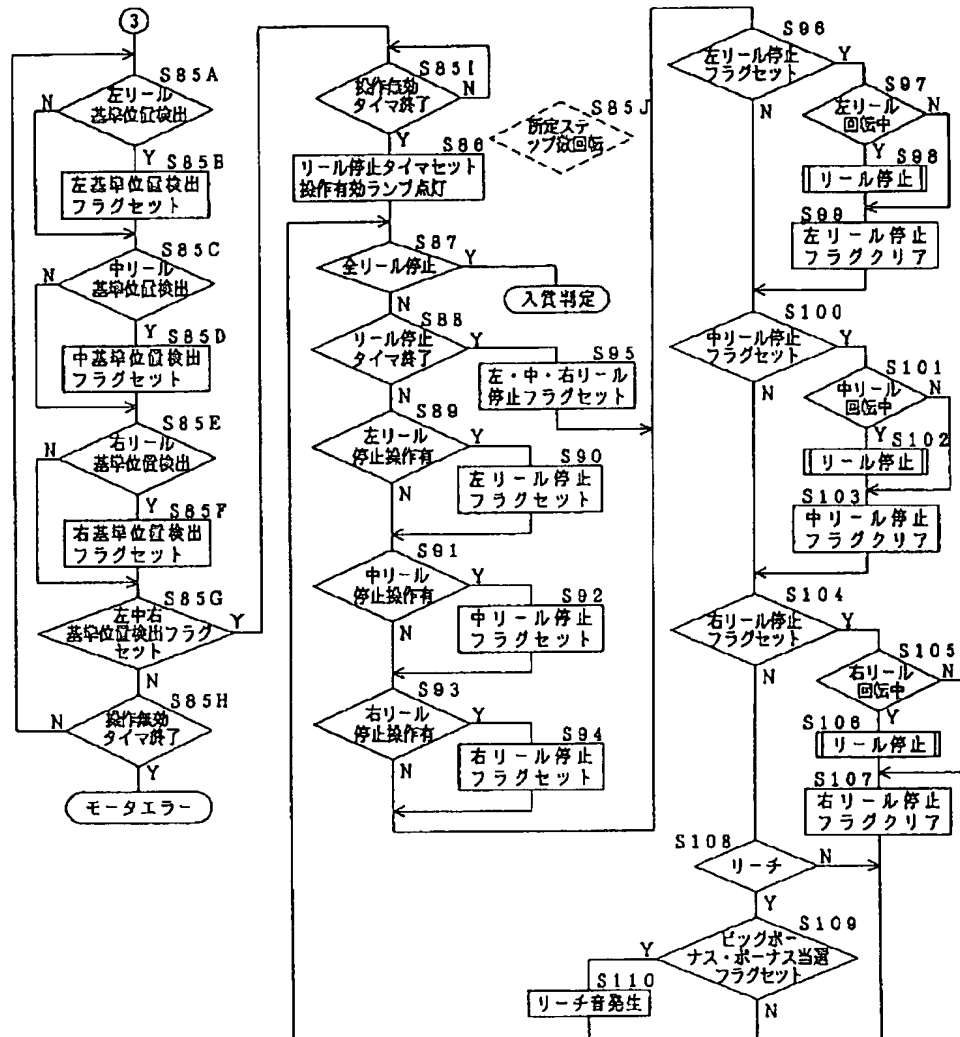 3
S85A
左リール
基準位置検出
N
Y
S85B
左基準位置検出
フラグセット
S85C
中リール
基準位置検出
N
Y
S85D
中基準位置検出
フラグセット
S85E
右リール
基準位置検出
N
Y
S85F
右基準位置検出
フラグセット
S85G
左中右
基準位置検出フラグ
セット
Y
N
S85H
操作無効
タイマ終了
N
Y
モータエラー
S85I
操作無効
タイマ終了
N
Y
S85J
所定ステ
ップ数回転
S86
リール停止タイマセット
操作有効ランプ点灯
S87
全リール停止
Y
入賞判定
N
S88
リール停止
タイマ終了
Y
N
S95
左・中・右リール
停止フラグセット
S89
左リール
停止操作有
Y
N
S90
左リール停止
フラグセット
S91
中リール
停止操作有
Y
N
S92
中リール停止
フラグセット
S93
右リール
停止操作有
Y
N
S94
右リール停止
フラグセット
S96
左リール停止
フラグセット
Y
N
S97
左リール
回転中
N
Y
S98
リール停止
S99
左リール停止
フラグクリア
S100
中リール停止
フラグセット
Y
N
S101
中リール
回転中
N
Y
S102
リール停止
S103
中リール停止
フラグクリア
S104
右リール停止
フラグセット
Y
N
S105
右リール
回転中
N
Y
S106
リール停止
S107
右リール停止
フラグクリア
S108
リーチ
N
Y
S109
ビッグボー
ナス・ボーナス当選
フラグセット
Y
N
S110
リーチ音発生